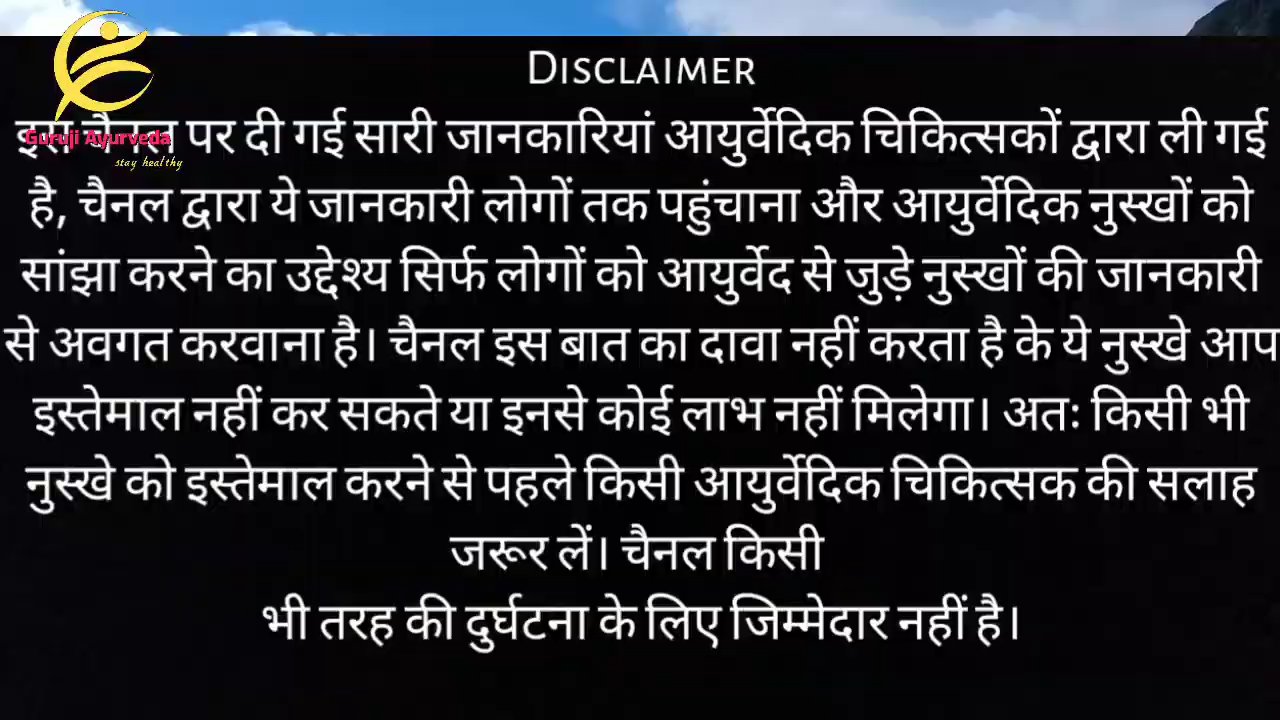 Disclaimer
Guruji Ayurveda
stay healthy
इस चैनल पर दी गई सारी जानकारियां आयुर्वेदिक चिकित्सकों द्वारा ली गई
है, चैनल द्वारा ये जानकारी लोगों तक पहुंचाना और आयुर्वेदिक नुस्खों को
सांझा करने का उद्देश्य सिर्फ लोगों को आयुर्वेद से जुड़े नुस्खों की जानकारी
से अवगत करवाना है। चैनल इस बात का दावा नहीं करता है के ये नुस्खे आप
इस्तेमाल नहीं कर सकते या इनसे कोई लाभ नहीं मिलेगा। अतः किसी भी
नुस्खे को इस्तेमाल करने से पहले किसी आयुर्वेदिक चिकित्सक की सलाह
जरूर लें। चैनल किसी
भी तरह की दुर्घटना के लिए जिम्मेदार नहीं है।